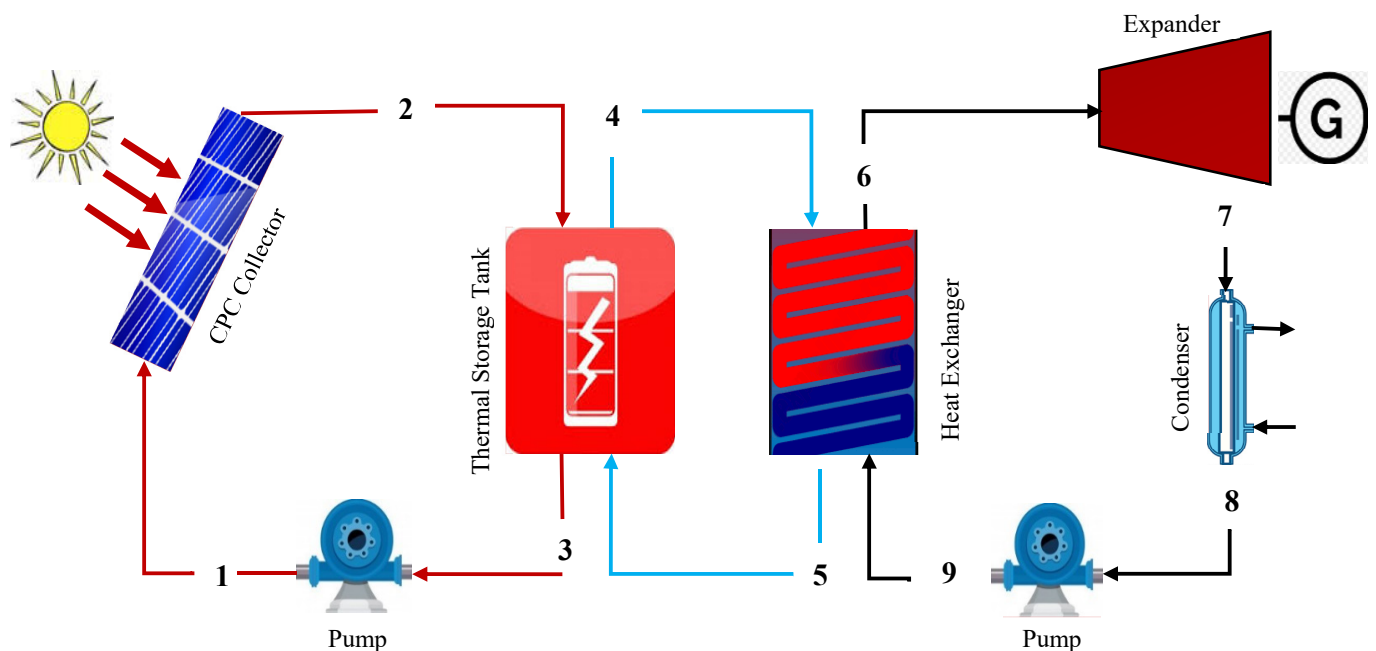 Expander
2
4
G
6
7
CPC Collector
Thermal Storage Tank
Heat Exchanger
Condenser
8
3
1
5
9
Pump
Pump